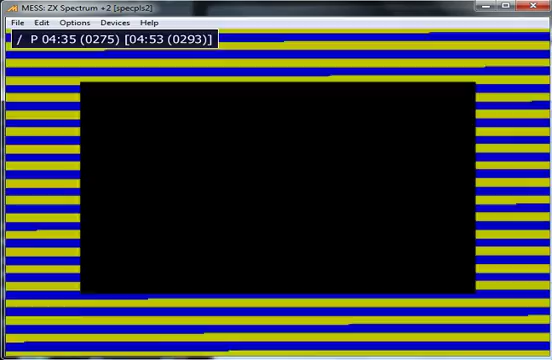 MESS: ZX Spectrum +2 [specpls2]
File Edit Options Devices Help
/ P 04:35 (0275) [04:53 (0293)]